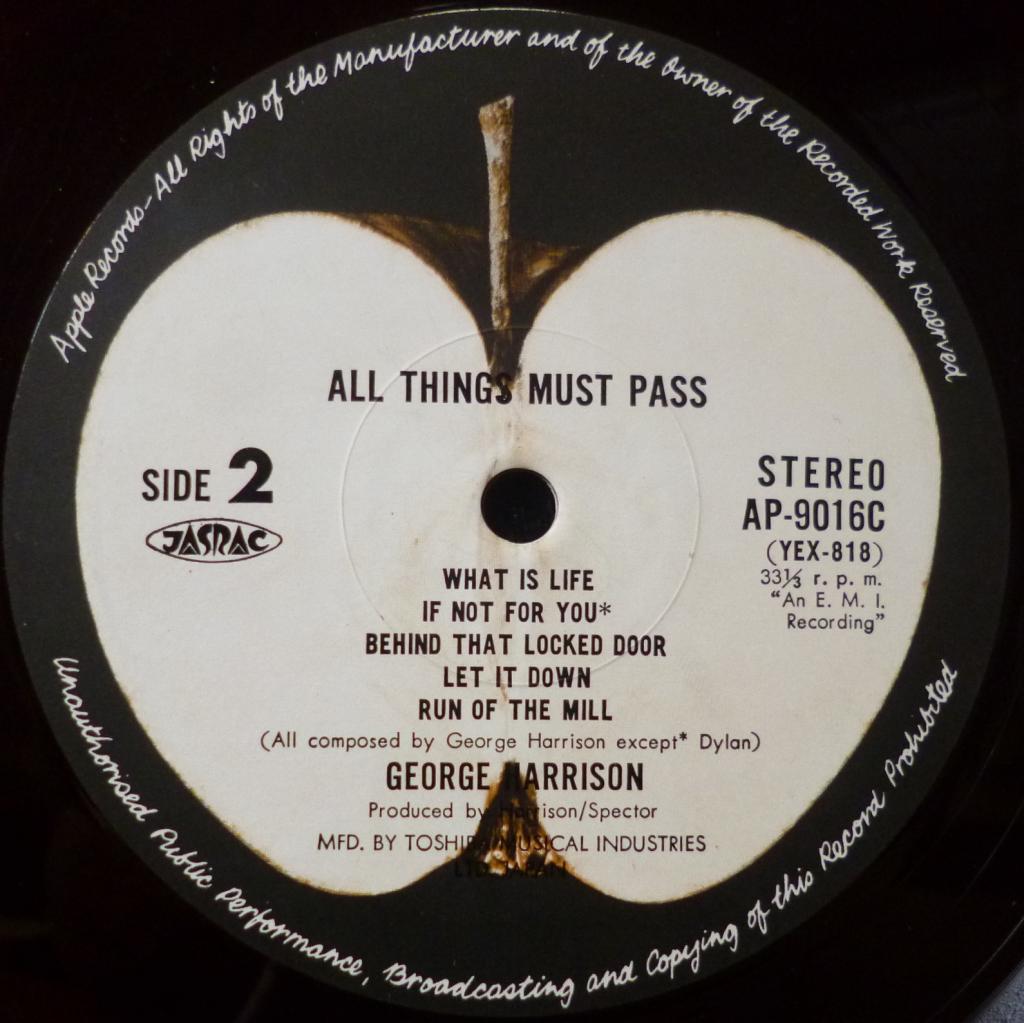 Apple Records-All Rights of the Manufacturer and of the Owner of the Recorded Work Reserved
ALL THINGS MUST PASS
SIDE 2
JASRAC
STEREO
AP-9016C
(YEX-818)
33⅓ r. p. m.
"An E. M. I.
Recording"
WHAT IS LIFE
IF NOT FOR YOU*
BEHIND THAT LOCKED DOOR
LET IT DOWN
RUN OF THE MILL
(All composed by George Harrison except* Dylan)
GEORGE HARRISON
Produced by Harrison/Spector
MFD. BY TOSHIBA MUSICAL INDUSTRIES
LTD. JAPAN
Unauthorised Public Performance, Broadcasting and Copying of this Record Prohibited